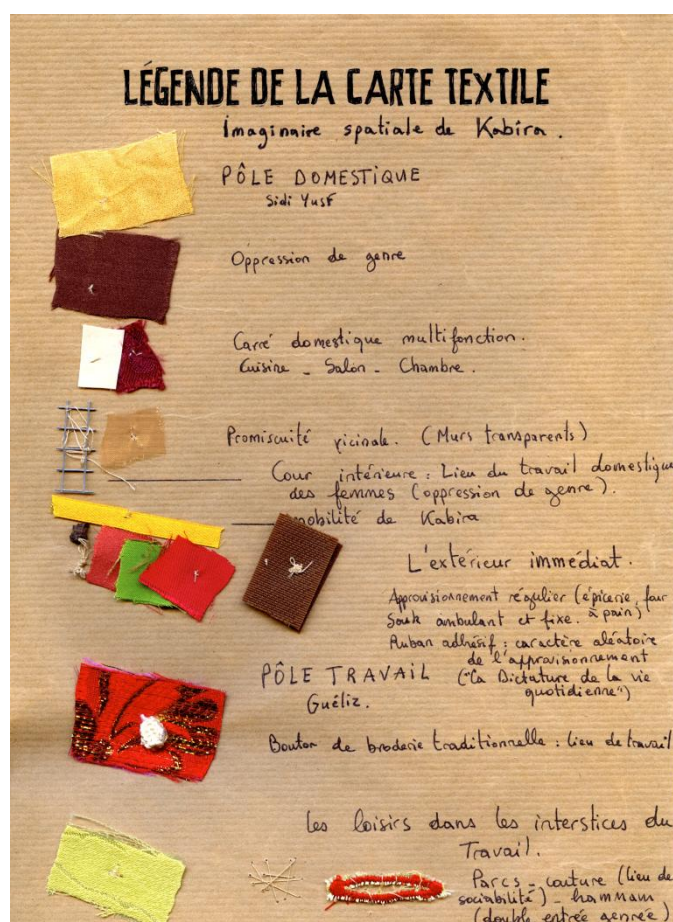 LÉGENDE DE LA CARTE TEXTILE
Imaginaire spatiale de Kabira.
PÔLE DOMESTIQUE
Sidi Yusf
Oppression de genre
Carré domestique multifonction.
Cuisine - Salon - Chambre.
Promiscuité vicinale. (Murs transparents)
Cour intérieure : Lieu du travail domestique
des femmes (oppression de genre).
mobilité de Kabira
L'extérieur immédiat.
Approvisionnement régulier (épicerie, four
à pain)
Souk ambulant et fixe.
Ruban adhésif : caractère aléatoire
de l'approvisionnement
("La Dictature de la vie
quotidienne")
PÔLE TRAVAIL
Guéliz.
Bouton de broderie traditionnelle : lieu de travail
Les loisirs dans les interstices du
Travail.
Parcs - couture (lieu de
sociabilité) - hammam
(double entrée genrée)